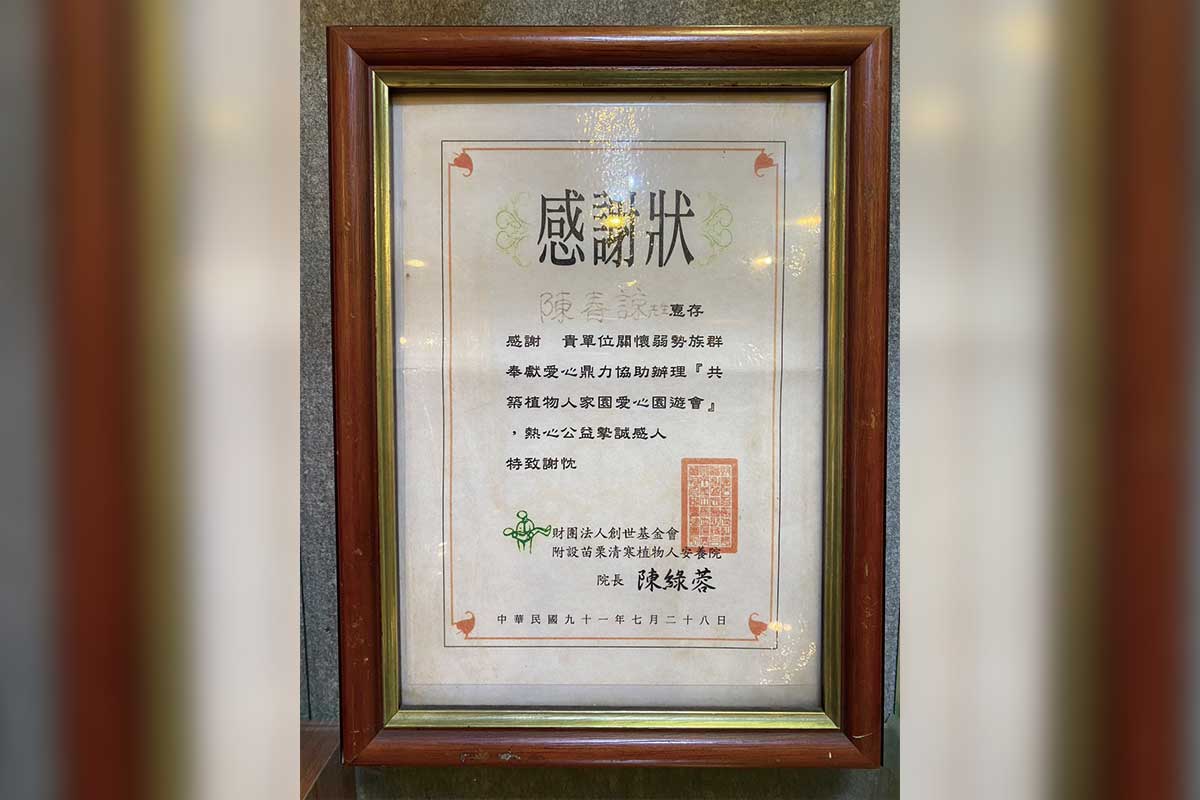 感謝狀
陳春諒先生惠存
感謝　貴單位關懷弱勢族群
奉獻愛心鼎力協助辦理『共
築植物人家園愛心園遊會』
，熱心公益摯誠感人
特致謝忱
財團法人創世基金會
附設苗栗清寒植物人安養院
院長 陳綠蓉
中華民國九十一年七月二十八日